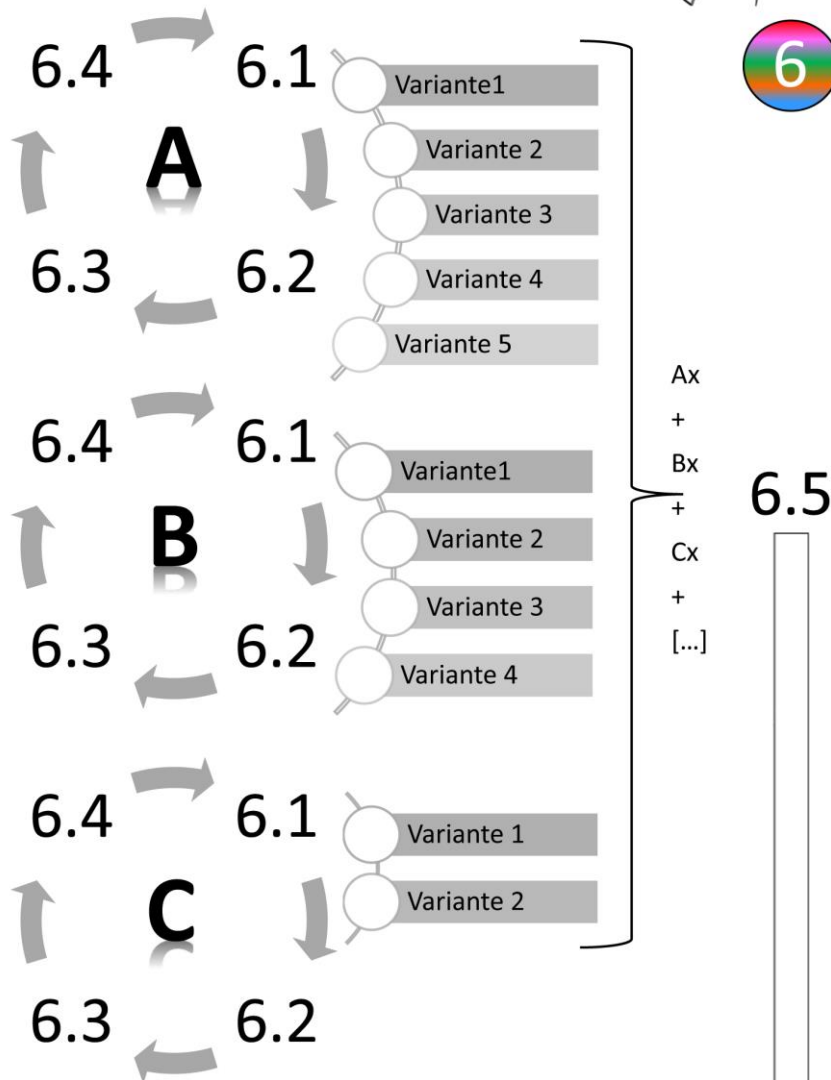 6
6.4
6.1
A
6.3
6.2
Variante1
Variante 2
Variante 3
Variante 4
Variante 5
6.4
6.1
B
6.3
6.2
Variante1
Variante 2
Variante 3
Variante 4
6.4
6.1
C
6.3
6.2
Variante 1
Variante 2
Ax
+
Bx
+
Cx
+
[...]
6.5